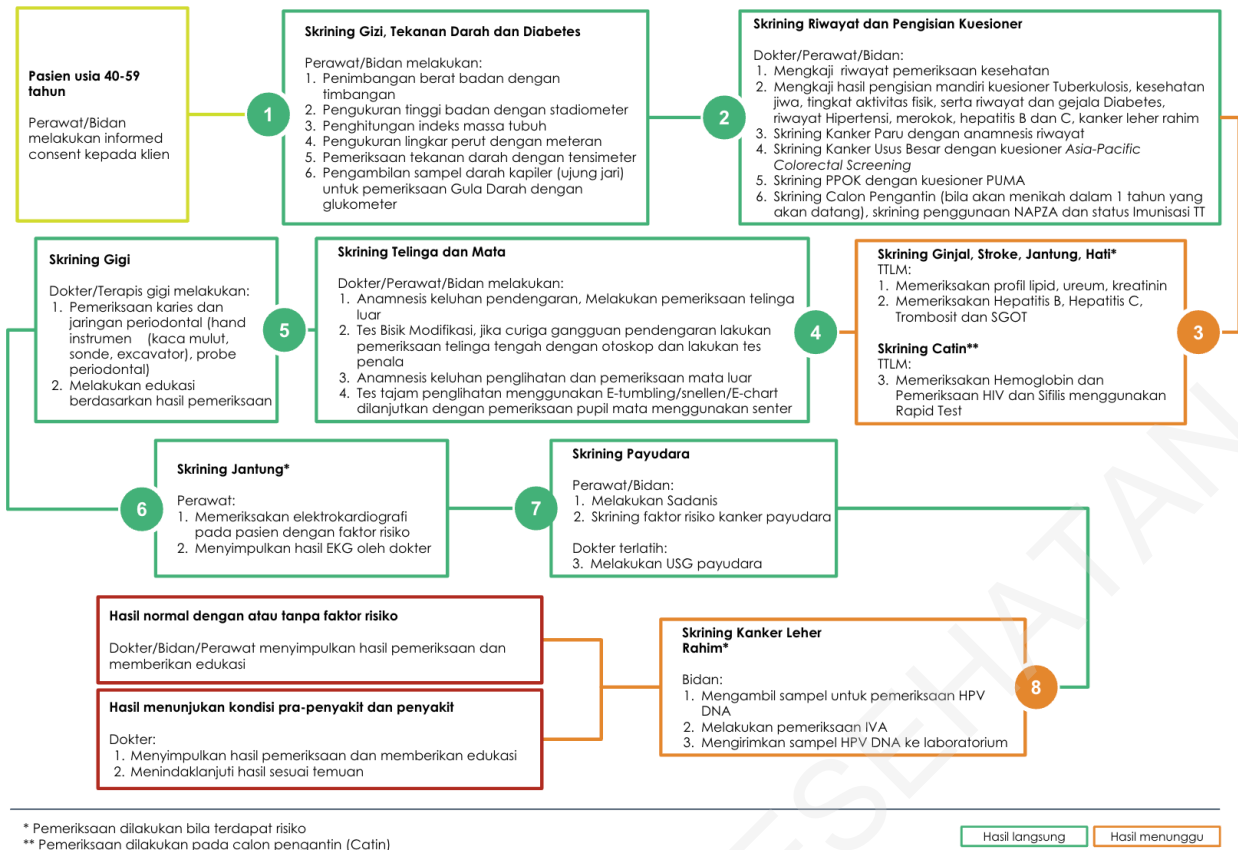 Pasien usia 40-59
tahun
Perawat/Bidan
melakukan informed
consent kepada klien
1
Skrining Gizi, Tekanan Darah dan Diabetes
Perawat/Bidan melakukan:
1. Penimbangan berat badan dengan
timbangan
2. Pengukuran tinggi badan dengan stadiometer
3. Penghitungan indeks massa tubuh
4. Pengukuran lingkar perut dengan meteran
5. Pemeriksaan tekanan darah dengan tensimeter
6. Pengambilan sampel darah kapiler (ujung jari)
untuk pemeriksaan Gula Darah dengan
glukometer
2
Skrining Riwayat dan Pengisian Kuesioner
Dokter/Perawat/Bidan:
1. Mengkaji riwayat pemeriksaan kesehatan
2. Mengkaji hasil pengisian mandiri kuesioner Tuberkulosis, kesehatan
jiwa, tingkat aktivitas fisik, serta riwayat dan gejala Diabetes,
riwayat Hipertensi, merokok, hepatitis B dan C, kanker leher rahim
3. Skrining Kanker Paru dengan anamnesis riwayat
4. Skrining Kanker Usus Besar dengan kuesioner Asia-Pacific
Colorectal Screening
5. Skrining PPOK dengan kuesioner PUMA
6. Skrining Calon Pengantin (bila akan menikah dalam 1 tahun yang
akan datang), skrining penggunaan NAPZA dan status Imunisasi TT
3
Skrining Ginjal, Stroke, Jantung, Hati*
TTLM:
1. Memeriksakan profil lipid, ureum, kreatinin
2. Memeriksakan Hepatitis B, Hepatitis C,
Trombosit dan SGOT
Skrining Catin**
TTLM:
3. Memeriksakan Hemoglobin dan
Pemeriksaan HIV dan Sifilis menggunakan
Rapid Test
4
Skrining Telinga dan Mata
Dokter/Perawat/Bidan melakukan:
1. Anamnesis keluhan pendengaran, Melakukan pemeriksaan telinga
luar
2. Tes Bisik Modifikasi, jika curiga gangguan pendengaran lakukan
pemeriksaan telinga tengah dengan otoskop dan lakukan tes
penala
3. Anamnesis keluhan penglihatan dan pemeriksaan mata luar
4. Tes tajam penglihatan menggunakan E-tumbling/snellen/E-chart
dilanjutkan dengan pemeriksaan pupil mata menggunakan senter
5
Skrining Gigi
Dokter/Terapis gigi melakukan:
1. Pemeriksaan karies dan
jaringan periodontal (hand
instrumen (kaca mulut,
sonde, excavator), probe
periodontal)
2. Melakukan edukasi
berdasarkan hasil pemeriksaan
6
Skrining Jantung*
Perawat:
1. Memeriksakan elektrokardiografi
pada pasien dengan faktor risiko
2. Menyimpulkan hasil EKG oleh dokter
7
Skrining Payudara
Perawat/Bidan:
1. Melakukan Sadanis
2. Skrining faktor risiko kanker payudara
Dokter terlatih:
3. Melakukan USG payudara
8
Skrining Kanker Leher
Rahim*
Bidan:
1. Mengambil sampel untuk pemeriksaan HPV
DNA
2. Melakukan pemeriksaan IVA
3. Mengirimkan sampel HPV DNA ke laboratorium
Hasil normal dengan atau tanpa faktor risiko
Dokter/Bidan/Perawat menyimpulkan hasil pemeriksaan dan
memberikan edukasi
Hasil menunjukan kondisi pra-penyakit dan penyakit
Dokter:
1. Menyimpulkan hasil pemeriksaan dan memberikan edukasi
2. Menindaklanjuti hasil sesuai temuan
* Pemeriksaan dilakukan bila terdapat risiko
** Pemeriksaan dilakukan pada calon pengantin (Catin)
Hasil langsung
Hasil menunggu
ESEHATAN